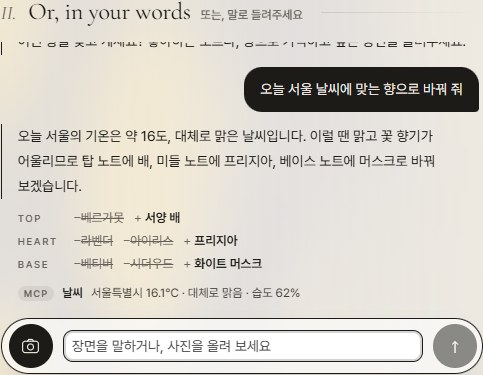 II. Or, in your words 또는, 말로 들려주세요
오늘 서울 날씨에 맞는 향으로 바꿔 줘
오늘 서울의 기온은 약 16도, 대체로 맑은 날씨입니다. 이럴 땐 맑고 꽃 향기가
어울리므로 탑 노트에 배, 미들 노트에 프리지아, 베이스 노트에 머스크로 바꿔
보겠습니다.
TOP −베르가못 + 서양 배
HEART −라벤더 −아이리스 + 프리지아
BASE −베티버 −시더우드 + 화이트 머스크
MCP 날씨 서울특별시 16.1°C · 대체로 맑음 · 습도 62%
장면을 말하거나, 사진을 올려 보세요